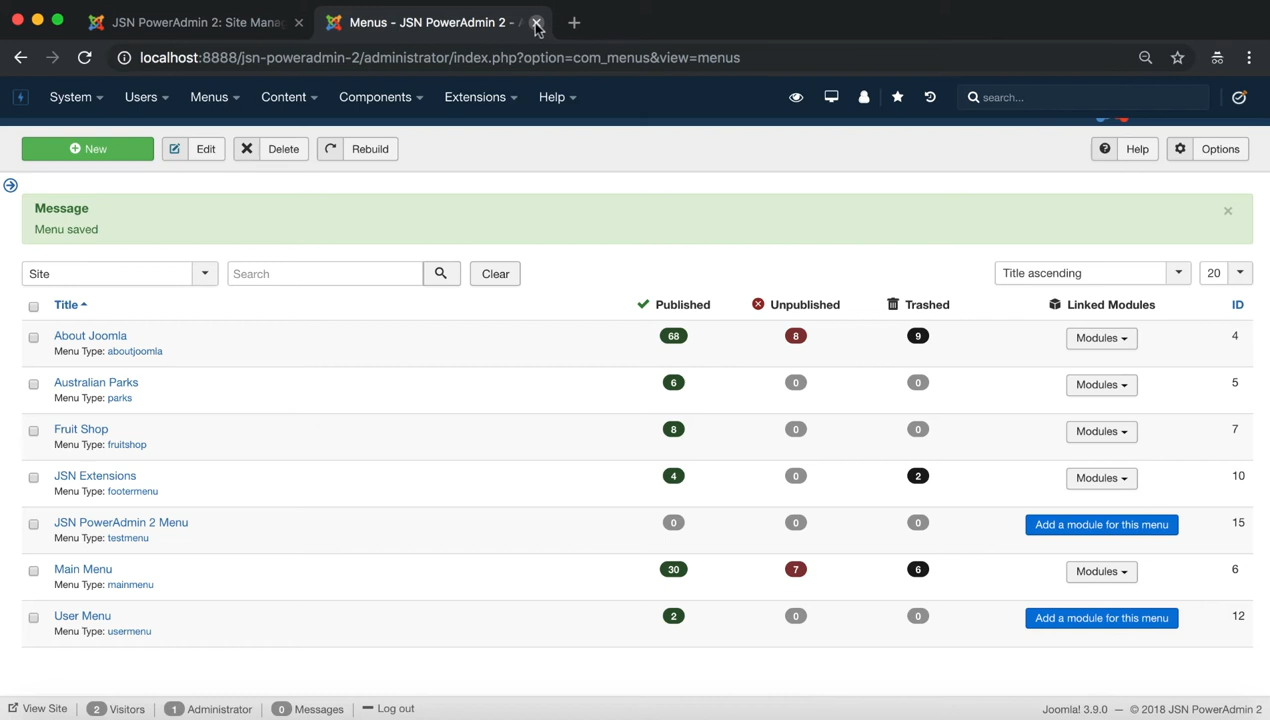 JSN PowerAdmin 2: Site Mana
Menus - JSN PowerAdmin 2 -
localhost:8888/jsn-poweradmin-2/administrator/index.php?option=com_menus&view=menus
System Users Menus Content Components Extensions Help search...
New Edit Delete Rebuild Help Options
Message
Menu saved
Site Search Clear Title ascending 20
Title Published Unpublished Trashed Linked Modules ID
About Joomla 68 8 9 Modules 4
Menu Type: aboutjoomla
Australian Parks 6 0 0 Modules 5
Menu Type: parks
Fruit Shop 8 0 0 Modules 7
Menu Type: fruitshop
JSN Extensions 4 0 2 Modules 10
Menu Type: footermenu
JSN PowerAdmin 2 Menu 0 0 0 Add a module for this menu 15
Menu Type: testmenu
Main Menu 30 7 6 Modules 6
Menu Type: mainmenu
User Menu 2 0 0 Add a module for this menu 12
Menu Type: usermenu
View Site 2 Visitors 1 Administrator 0 Messages Log out Joomla! 3.9.0 — © 2018 JSN PowerAdmin 2